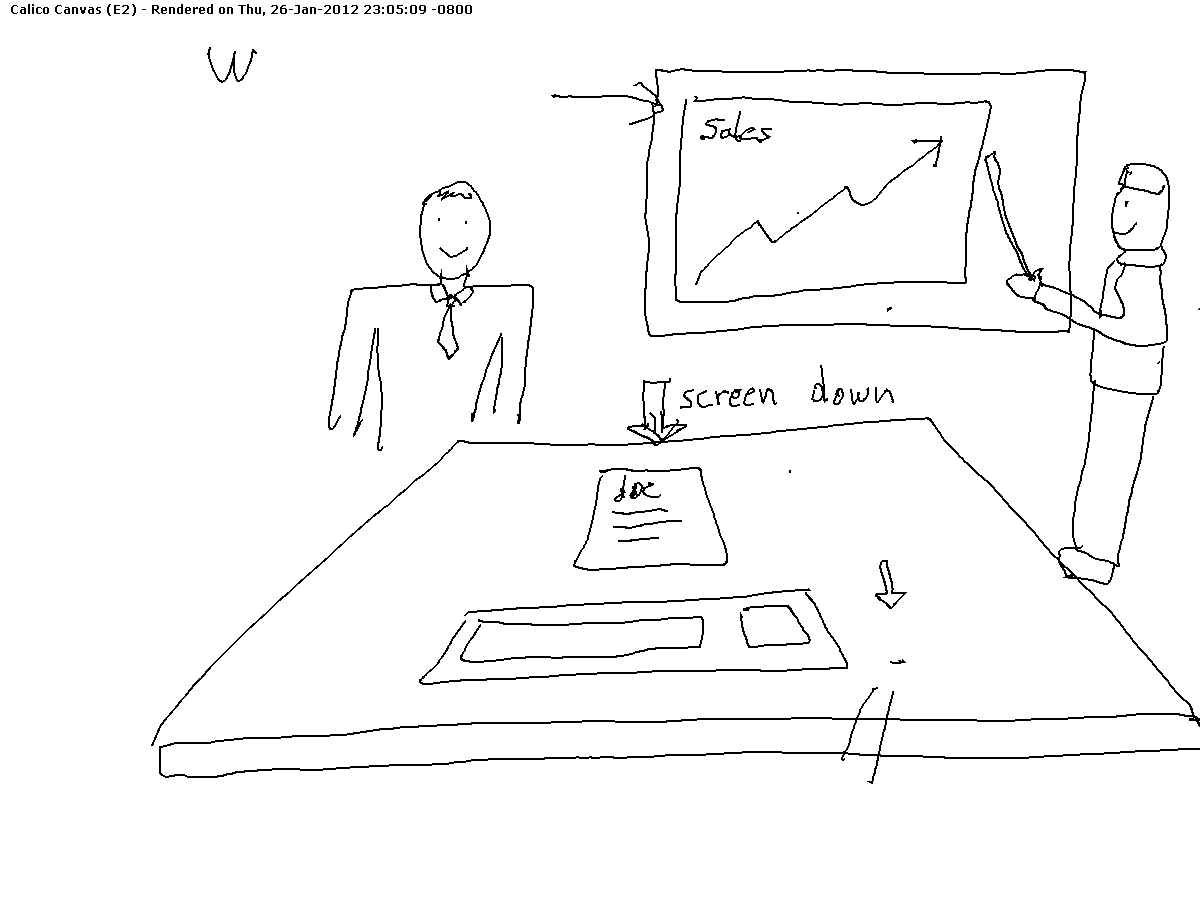 Calico Canvas (E2) - Rendered on Thu, 26-Jan-2012 23:05:09 -0800
W
Sales
screen down
doc